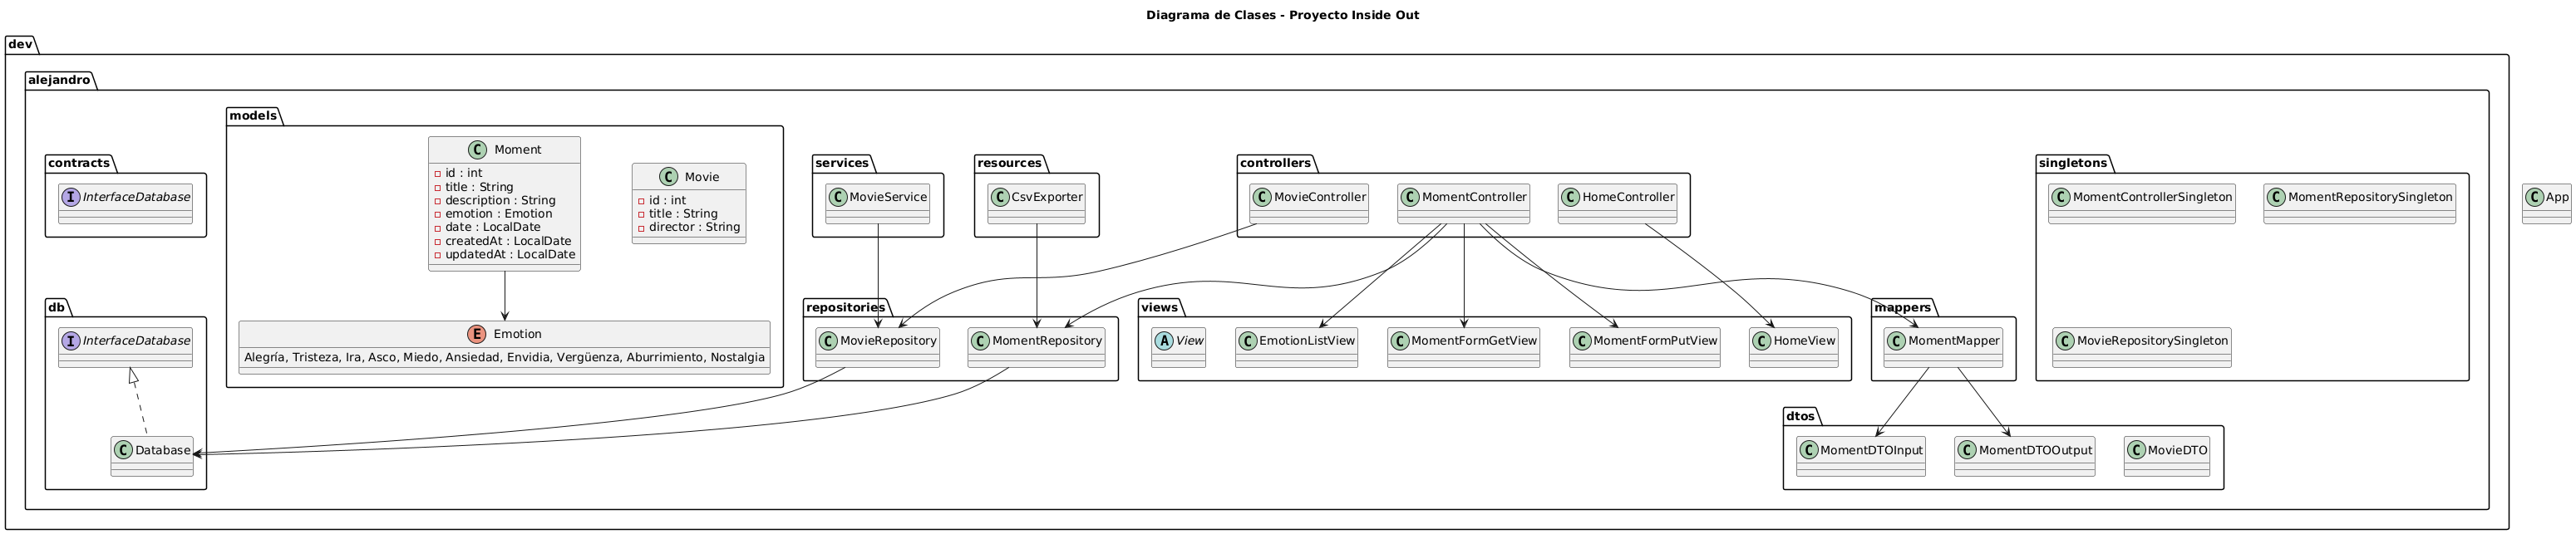 Diagrama de Clases - Proyecto Inside Out
dev
alejandro
models
contracts
I InterfaceDatabase
C Moment
id : int
title : String
description : String
emotion : Emotion
date : LocalDate
createdAt : LocalDate
updatedAt : LocalDate
C Movie
id : int
title : String
director : String
services
C MovieService
resources
C CsvExporter
controllers
C MovieController
C MomentController
C HomeController
singletons
C MomentControllerSingleton
C MomentRepositorySingleton
C App
db
I InterfaceDatabase
C Database
E Emotion
Alegría, Tristeza, Ira, Asco, Miedo, Ansiedad, Envidia, Vergüenza, Aburrimiento, Nostalgia
repositories
C MovieRepository
C MomentRepository
views
A View
C EmotionListView
C MomentFormGetView
C MomentFormPutView
C HomeView
mappers
C MomentMapper
C MovieRepositorySingleton
dtos
C MomentDTOInput
C MomentDTOOutput
C MovieDTO